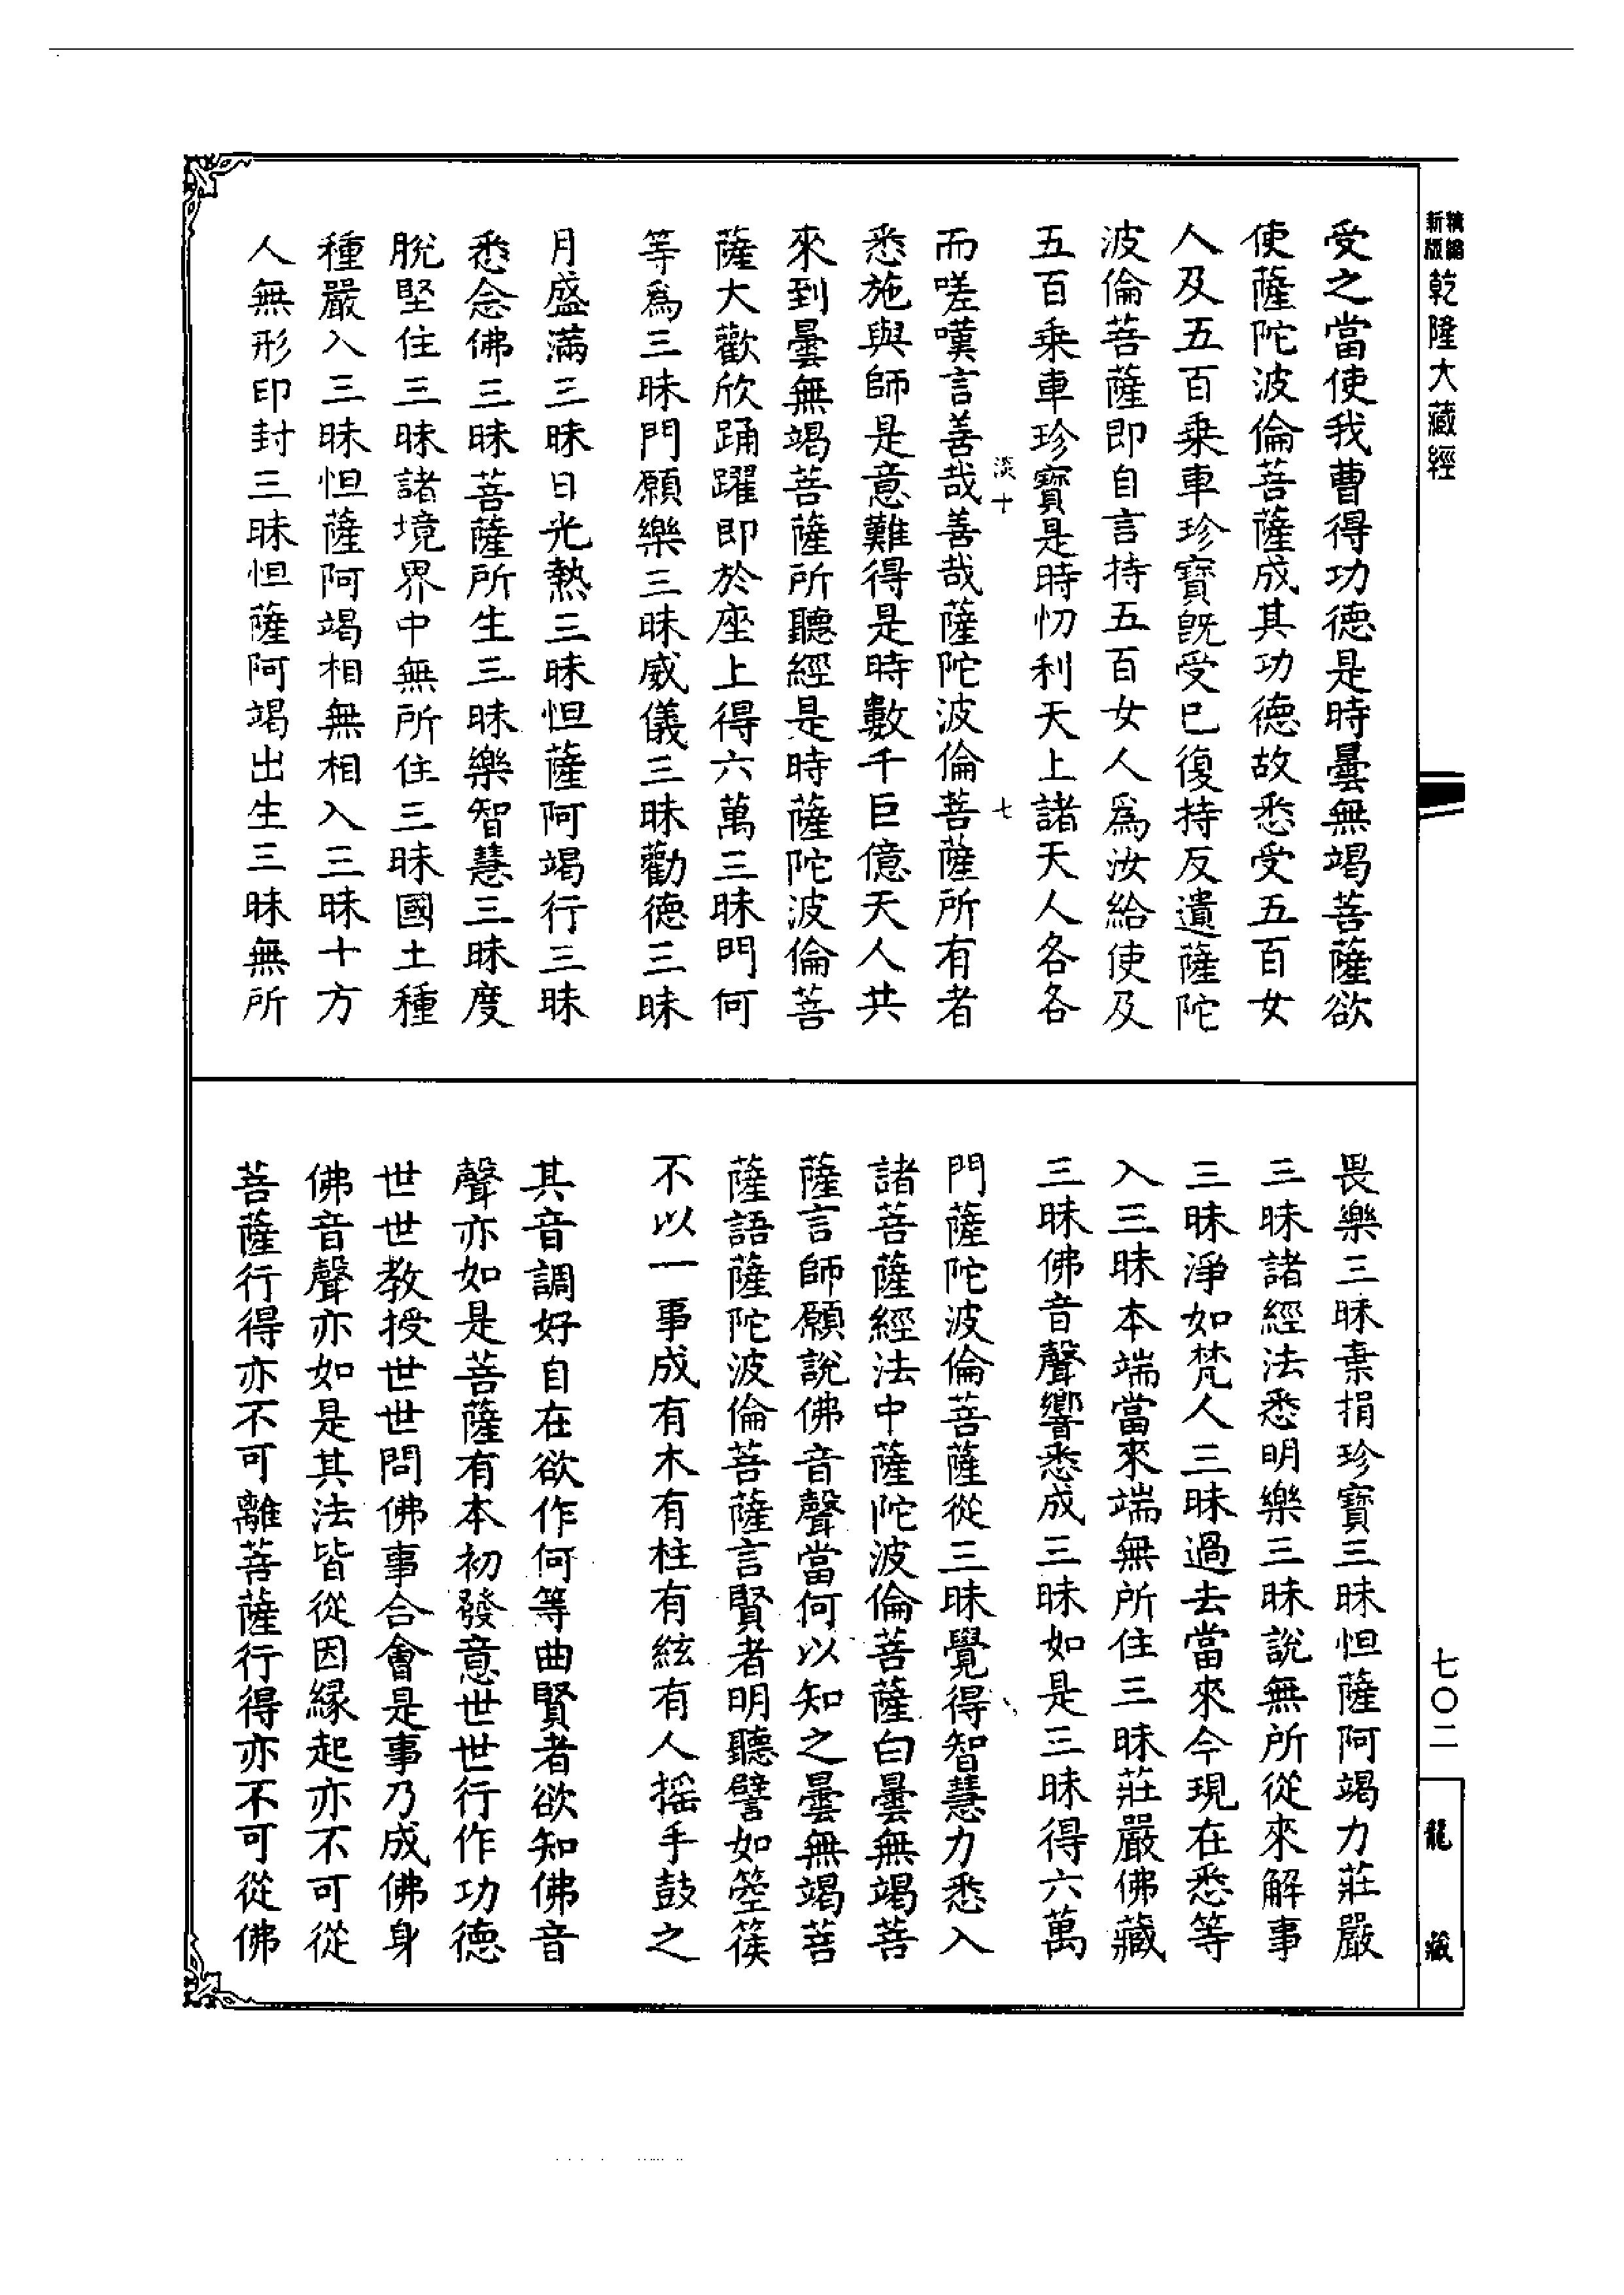 精縮
新版
乾隆大藏經
受之當使我曹得功德是時曇無竭菩薩欲
使薩陀波倫菩薩成其功德故悉受五百女
人及五百乘車珍寶既受已復持反遺薩陀
波倫菩薩即自言持五百女人爲汝給使及
五百乘車珍寶是時忉利天上諸天人各各
淡十
七
而嗟嘆言善哉善哉薩陀波倫菩薩所有者
悉施與師是意難得是時數千巨億天人共
來到曇無竭菩薩所聽經是時薩陀波倫菩
薩大歡欣踊躍即於座上得六萬三昧門何
等爲三昧門願樂三昧威儀三昧勸德三昧
月盛滿三昧日光熱三昧怛薩阿竭行三昧
悉念佛三昧菩薩所生三昧樂智慧三昧度
脫堅住三昧諸境界中無所住三昧國土種
種嚴入三昧怛薩阿竭相無相入三昧十方
人無形印封三昧怛薩阿竭出生三昧無所
畏樂三昧棄捐珍寶三昧怛薩阿竭力莊嚴
三昧諸經法悉明樂三昧說無所從來解事
三昧淨如梵人三昧過去當來今現在悉等
入三昧本端當來端無所住三昧莊嚴佛藏
三昧佛音聲響悉成三昧如是三昧得六萬
門薩陀波倫菩薩從三昧覺得智慧力悉入
諸菩薩經法中薩陀波倫菩薩白曇無竭菩
薩言師願說佛音聲當何以知之曇無竭菩
薩語薩陀波倫菩薩言賢者明聽譬如箜篌
不以一事成有木有柱有絃有人搖手鼓之
其音調好自在欲作何等曲賢者欲知佛音
聲亦如是菩薩有本初發意世世行作功德
世世教授世世問佛事合會是事乃成佛身
佛音聲亦如是其法皆從因緣起亦不可從
菩薩行得亦不可離菩薩行得亦不可從佛
七〇二
龍藏